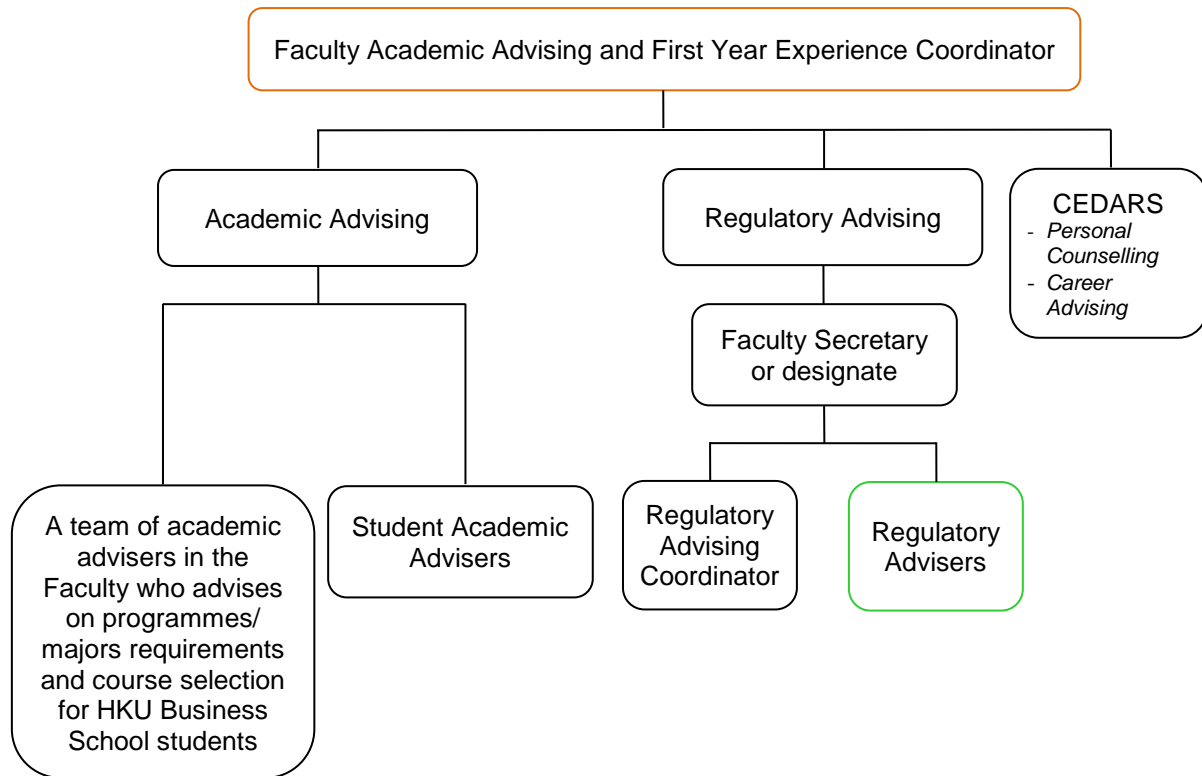 Faculty Academic Advising and First Year Experience Coordinator
Academic Advising
Regulatory Advising
CEDARS
- Personal
Counselling
- Career
Advising
Faculty Secretary
or designate
A team of academic
advisers in the
Faculty who advises
on programmes/
majors requirements
and course selection
for HKU Business
School students
Student Academic
Advisers
Regulatory
Advising
Coordinator
Regulatory
Advisers